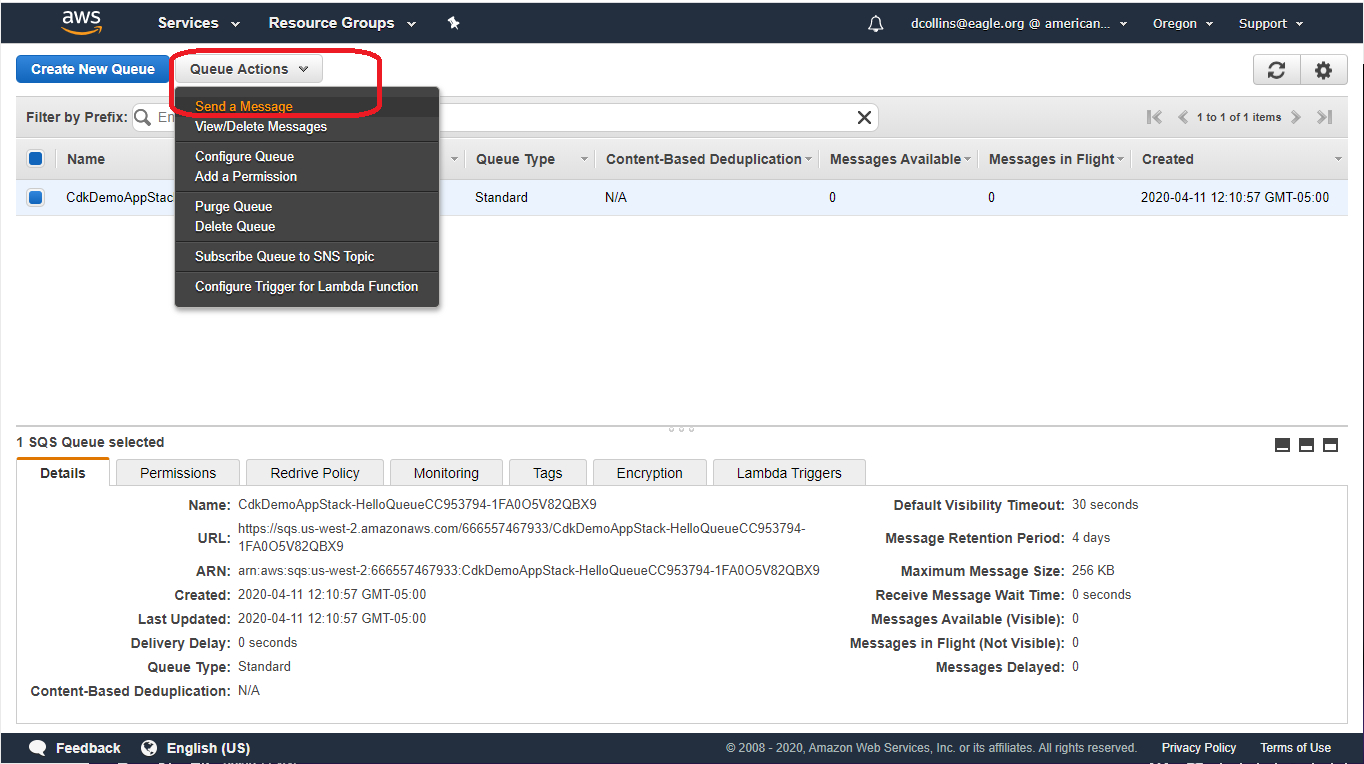 aws Services Resource Groups dcollins@eagle.org @ american... Oregon Support
Create New Queue Queue Actions
Send a Message
Filter by Prefix: En 1 to 1 of 1 items
View/Delete Messages
Configure Queue
Name Queue Type Content-Based Deduplication Messages Available Messages in Flight Created
Add a Permission
CdkDemoAppStac Standard N/A 0 0 2020-04-11 12:10:57 GMT-05:00
Purge Queue
Delete Queue
Subscribe Queue to SNS Topic
Configure Trigger for Lambda Function
1 SQS Queue selected
Details Permissions Redrive Policy Monitoring Tags Encryption Lambda Triggers
Name: CdkDemoAppStack-HelloQueueCC953794-1FA0O5V82QBX9
URL: https://sqs.us-west-2.amazonaws.com/666557467933/CdkDemoAppStack-HelloQueueCC953794-
1FA0O5V82QBX9
ARN: arn:aws:sqs:us-west-2:666557467933:CdkDemoAppStack-HelloQueueCC953794-1FA0O5V82QBX9
Created: 2020-04-11 12:10:57 GMT-05:00
Last Updated: 2020-04-11 12:10:57 GMT-05:00
Delivery Delay: 0 seconds
Queue Type: Standard
Content-Based Deduplication: N/A
Default Visibility Timeout: 30 seconds
Message Retention Period: 4 days
Maximum Message Size: 256 KB
Receive Message Wait Time: 0 seconds
Messages Available (Visible): 0
Messages in Flight (Not Visible): 0
Messages Delayed: 0
Feedback English (US) © 2008 - 2020, Amazon Web Services, Inc. or its affiliates. All rights reserved. Privacy Policy Terms of Use